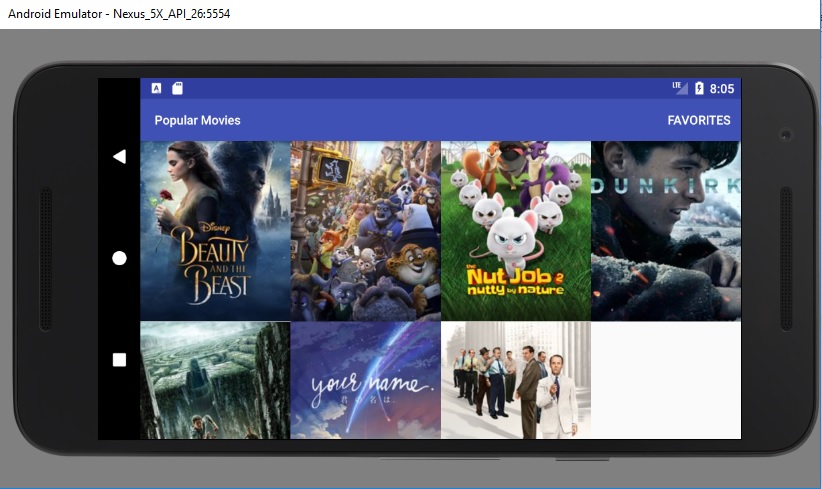 Android Emulator - Nexus_5X_API_26:5554
A
LTE
8:05
Popular Movies
FAVORITES
Disney
BEAUTY
AND THE
BEAST
the
Nut Job 2
nutty by nature
DUNKIRK
your name.
君の名は。